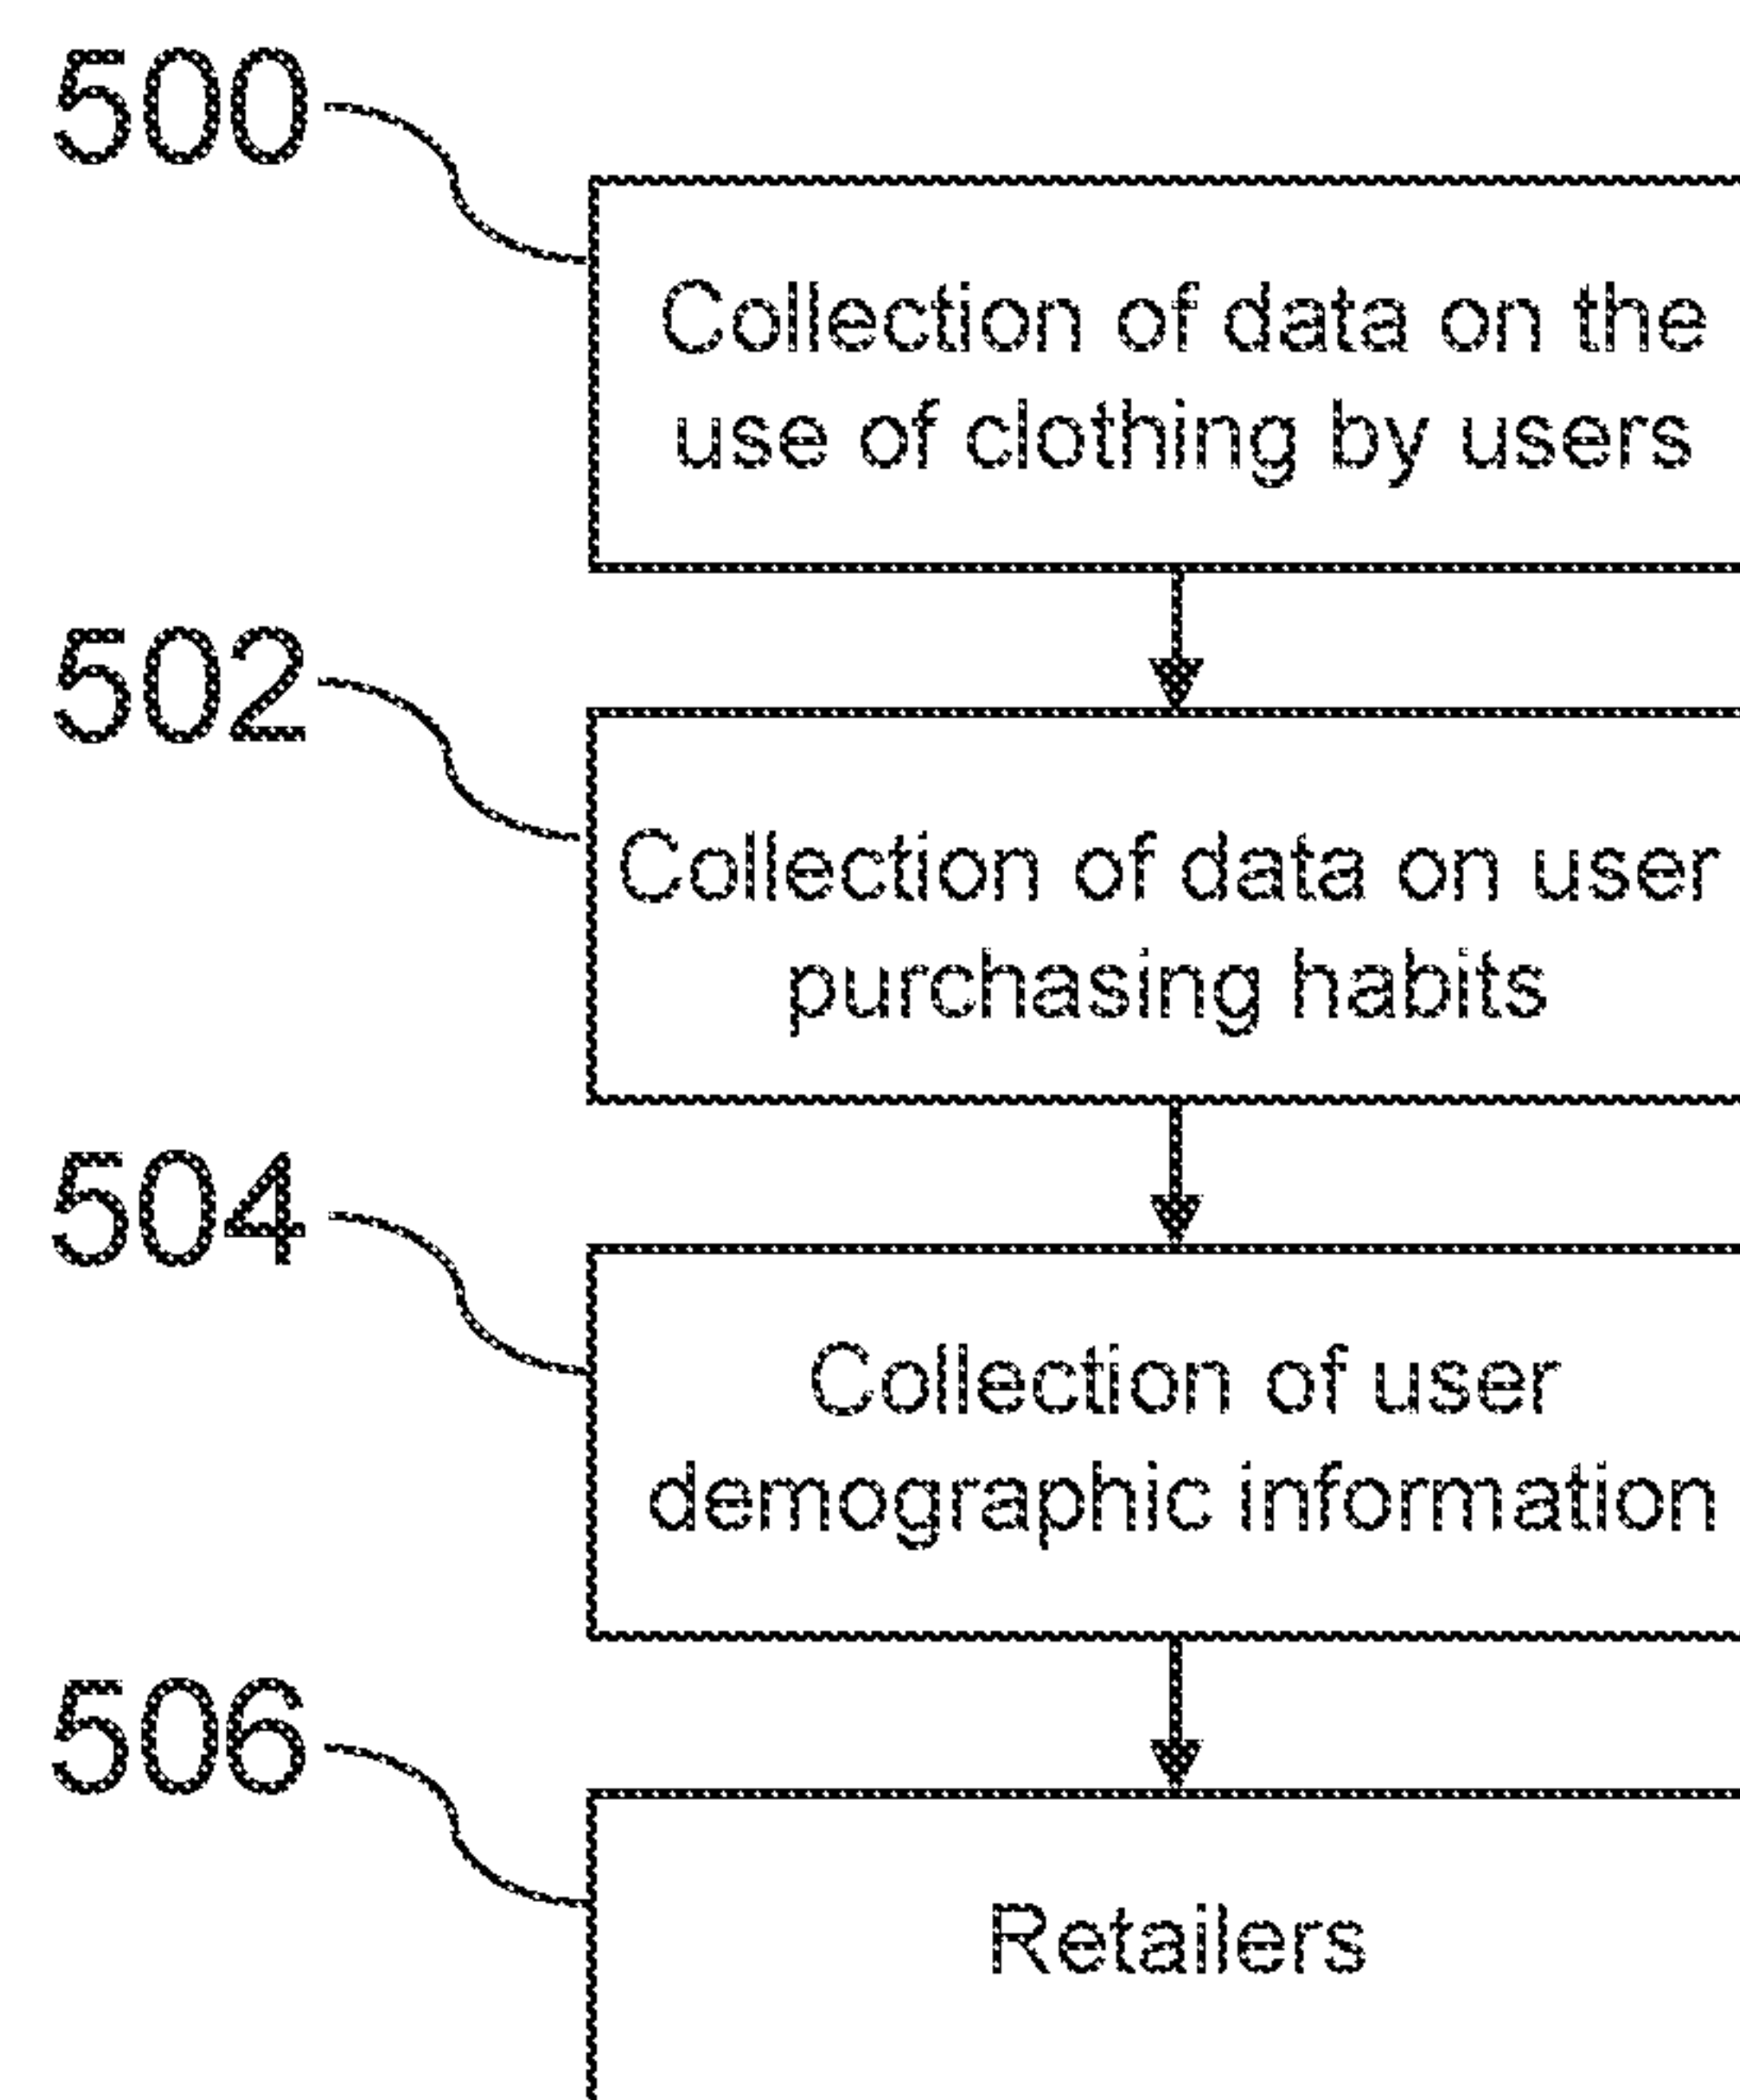 500
Collection of data on the
use of clothing by users
502
Collection of data on user
purchasing habits
504
Collection of user
demographic information
506
Retailers